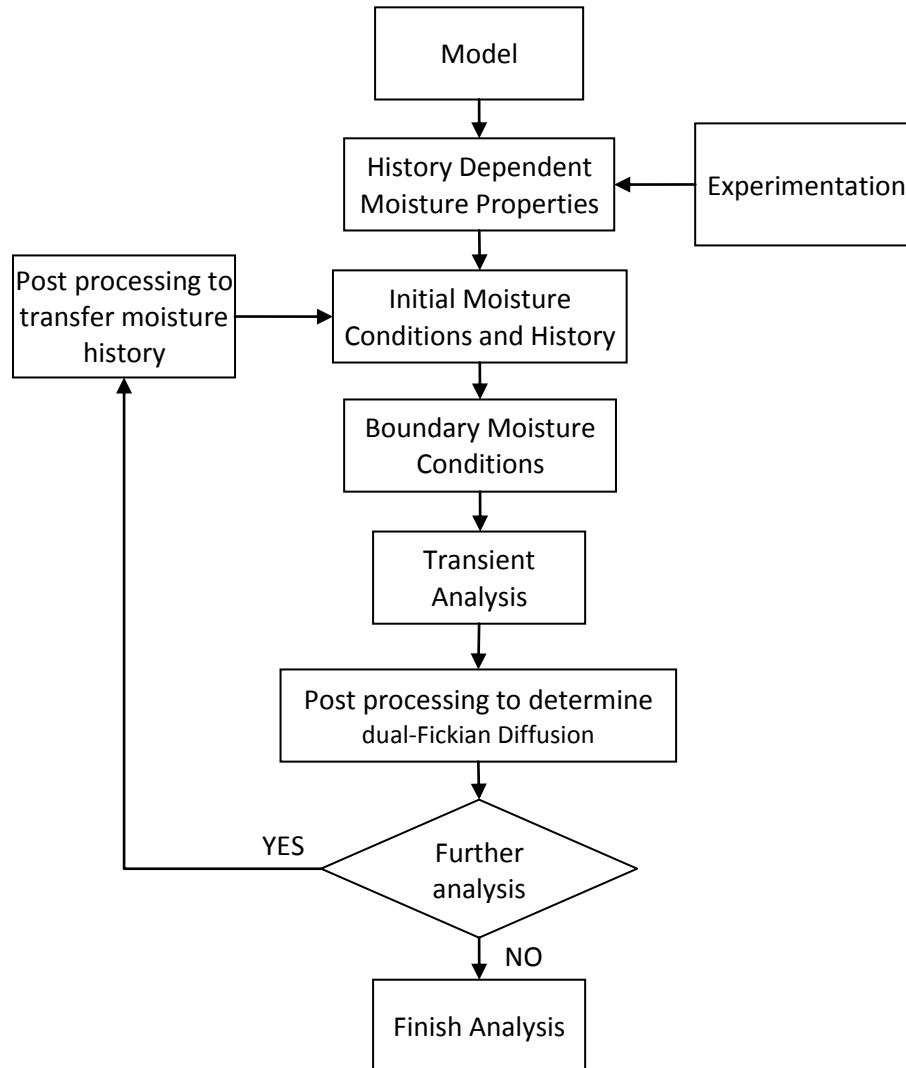 Model
History Dependent
Moisture Properties
Experimentation
Post processing to
transfer moisture
history
Initial Moisture
Conditions and History
Boundary Moisture
Conditions
Transient
Analysis
Post processing to determine
dual-Fickian Diffusion
YES
Further
analysis
NO
Finish Analysis